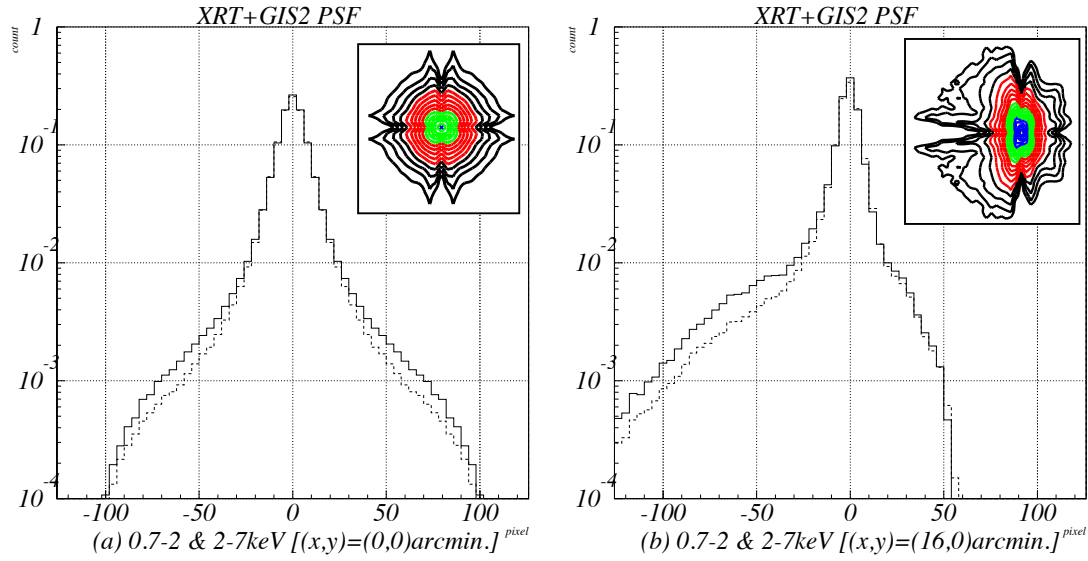 XRT+GIS2 PSF
count
1
10 -1
10 -2
10 -3
10 -4
-100 -50 0 50 100
pixel
(a) 0.7-2 & 2-7keV [(x,y)=(0,0)arcmin.]
XRT+GIS2 PSF
count
1
10 -1
10 -2
10 -3
10 -4
-100 -50 0 50 100
pixel
(b) 0.7-2 & 2-7keV [(x,y)=(16,0)arcmin.]